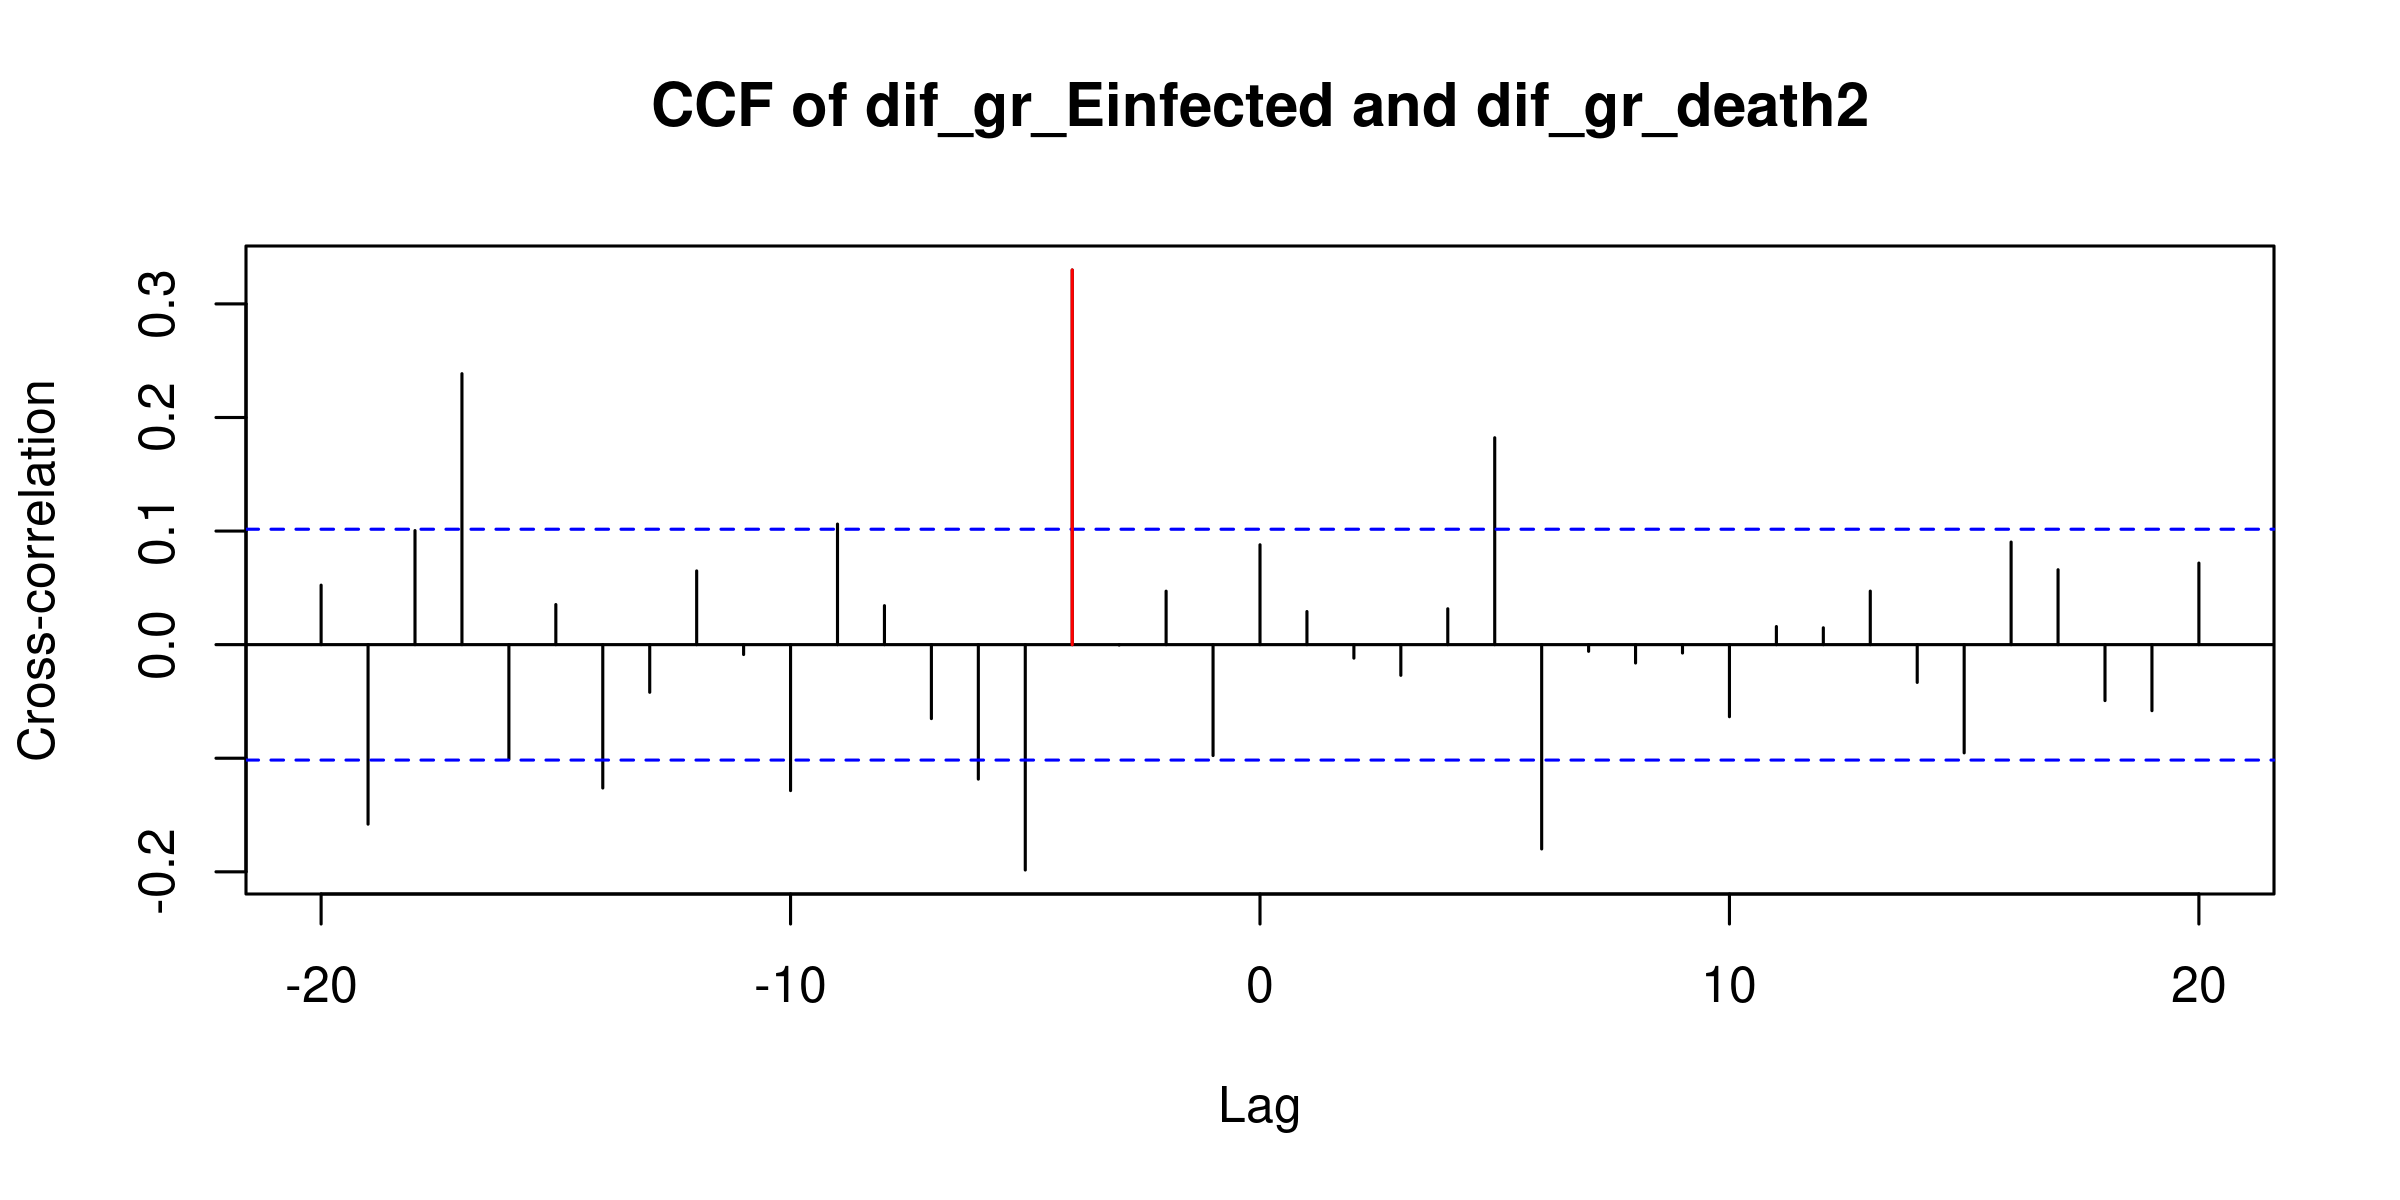 CCF of dif_gr_Einfected and dif_gr_death2
Cross-correlation
0.3
0.2
0.1
0.0
-0.2
-20 -10 0 10 20
Lag